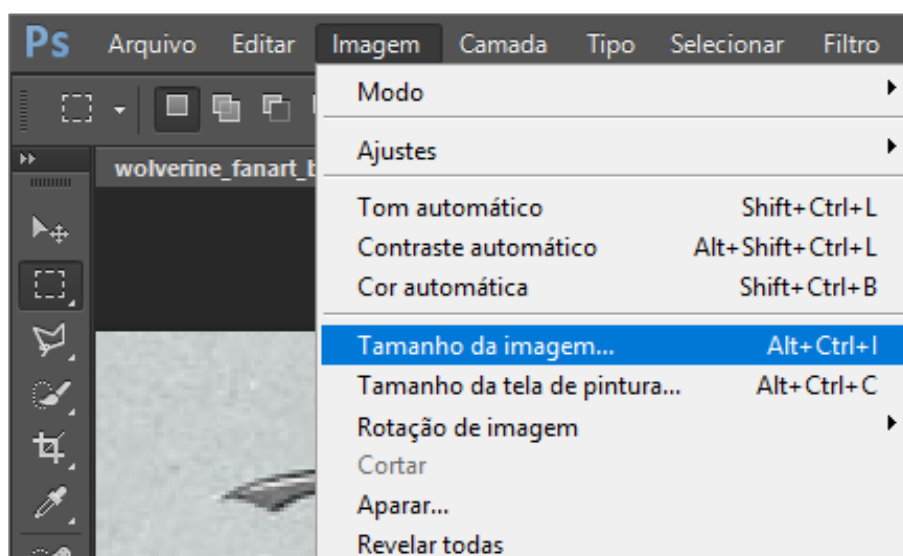 Ps Arquivo Editar Imagem Camada Tipo Selecionar Filtro
Modo
wolverine_fanart_b
Ajustes
Tom automático Shift+Ctrl+L
Contraste automático Alt+Shift+Ctrl+L
Cor automática Shift+Ctrl+B
Tamanho da imagem... Alt+Ctrl+I
Tamanho da tela de pintura... Alt+Ctrl+C
Rotação de imagem
Cortar
Aparar...
Revelar todas